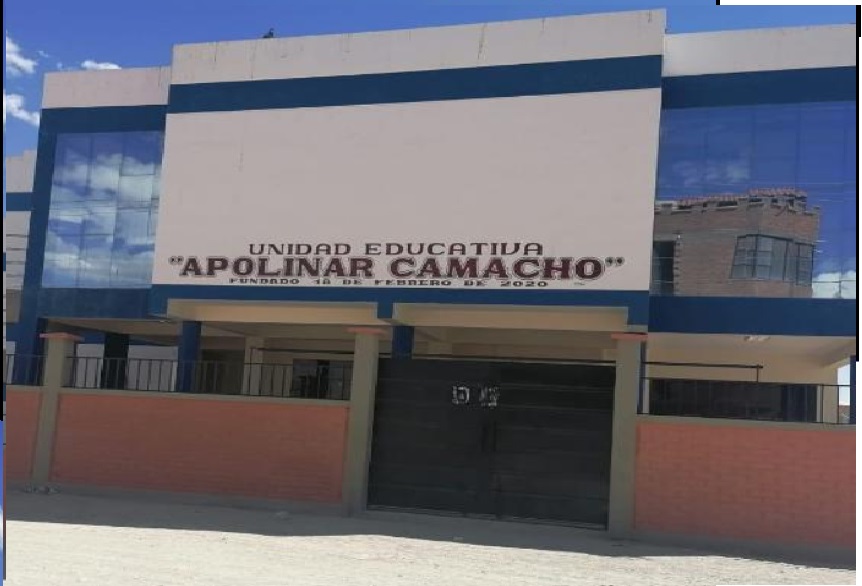 UNIDAD EDUCATIVA
"APOLINAR CAMACHO"
FUNDADO 18 DE FEBRERO DE 2020